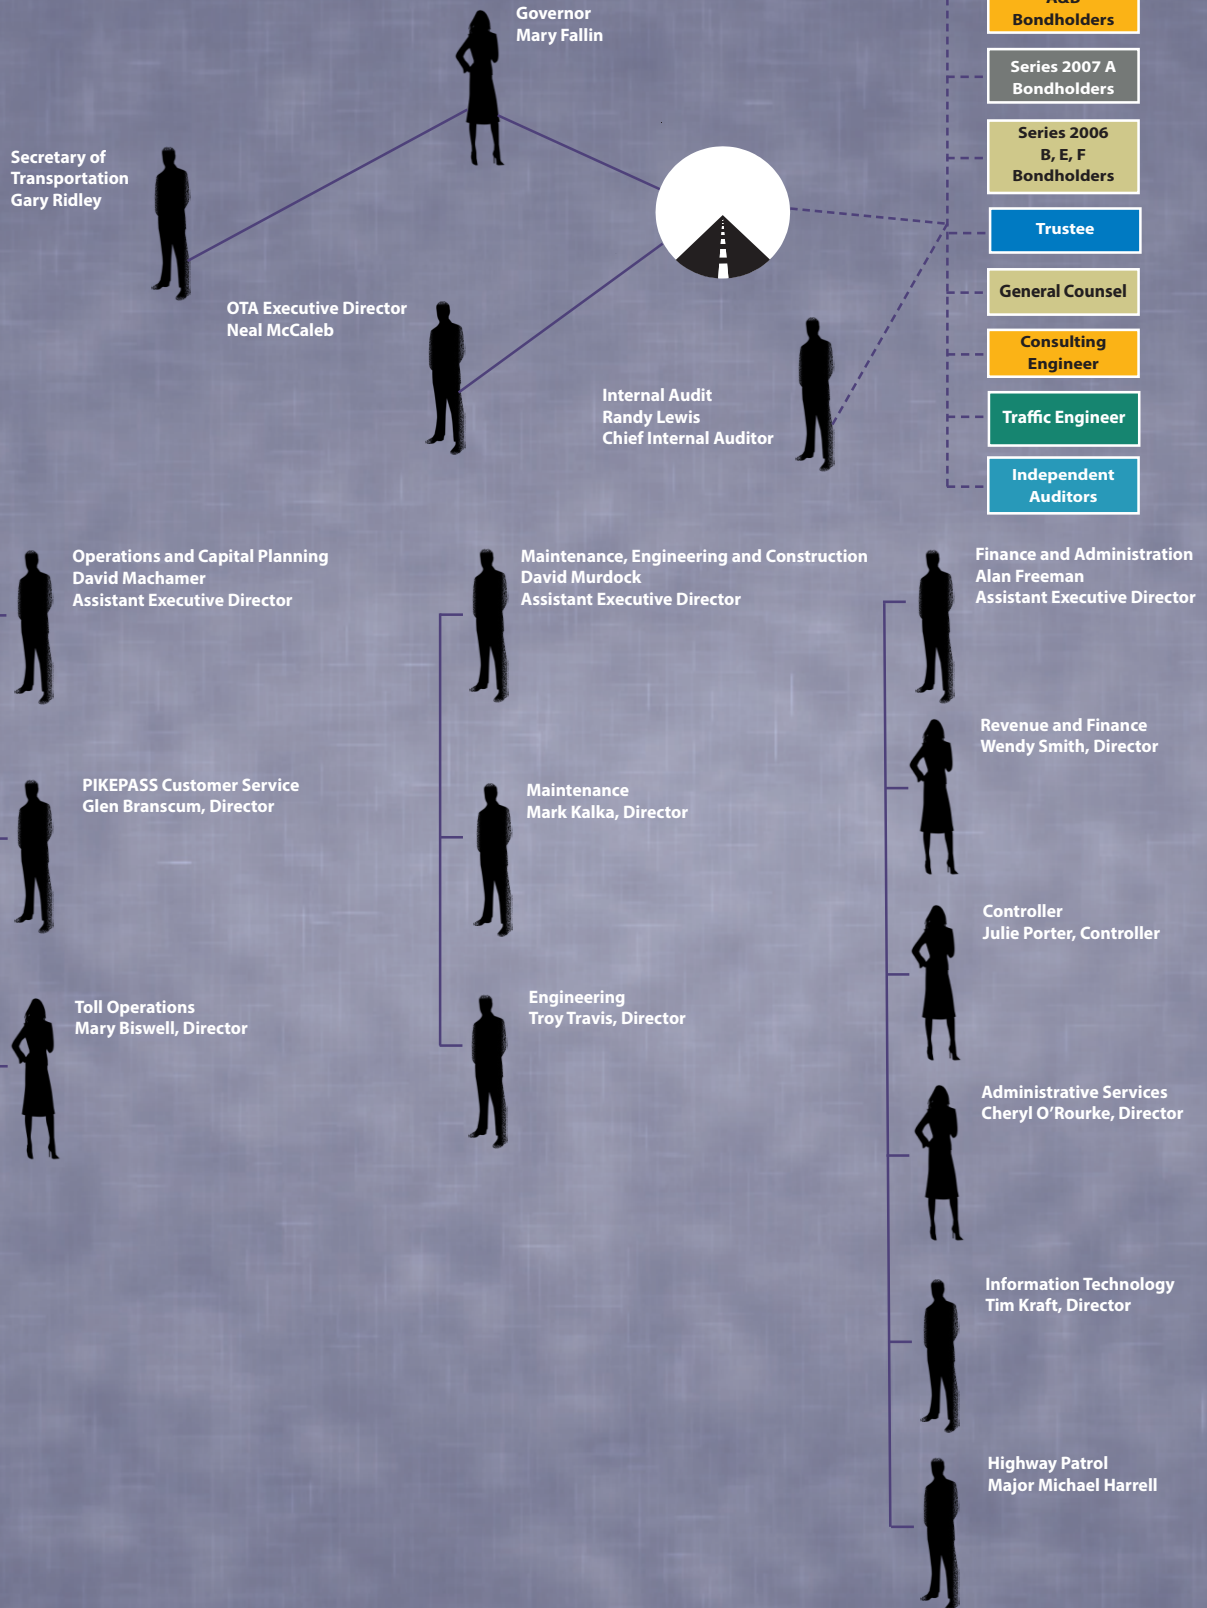 Governor
Mary Fallin
A&B
Bondholders
Series 2007 A
Bondholders
Series 2006
B, E, F
Bondholders
Secretary of
Transportation
Gary Ridley
Trustee
General Counsel
OTA Executive Director
Neal McCaleb
Consulting
Engineer
Internal Audit
Randy Lewis
Chief Internal Auditor
Traffic Engineer
Independent
Auditors
Operations and Capital Planning
David Machamer
Assistant Executive Director
PIKEPASS Customer Service
Glen Branscum, Director
Toll Operations
Mary Biswell, Director
Maintenance, Engineering and Construction
David Murdock
Assistant Executive Director
Maintenance
Mark Kalka, Director
Engineering
Troy Travis, Director
Finance and Administration
Alan Freeman
Assistant Executive Director
Revenue and Finance
Wendy Smith, Director
Controller
Julie Porter, Controller
Administrative Services
Cheryl O’Rourke, Director
Information Technology
Tim Kraft, Director
Highway Patrol
Major Michael Harrell